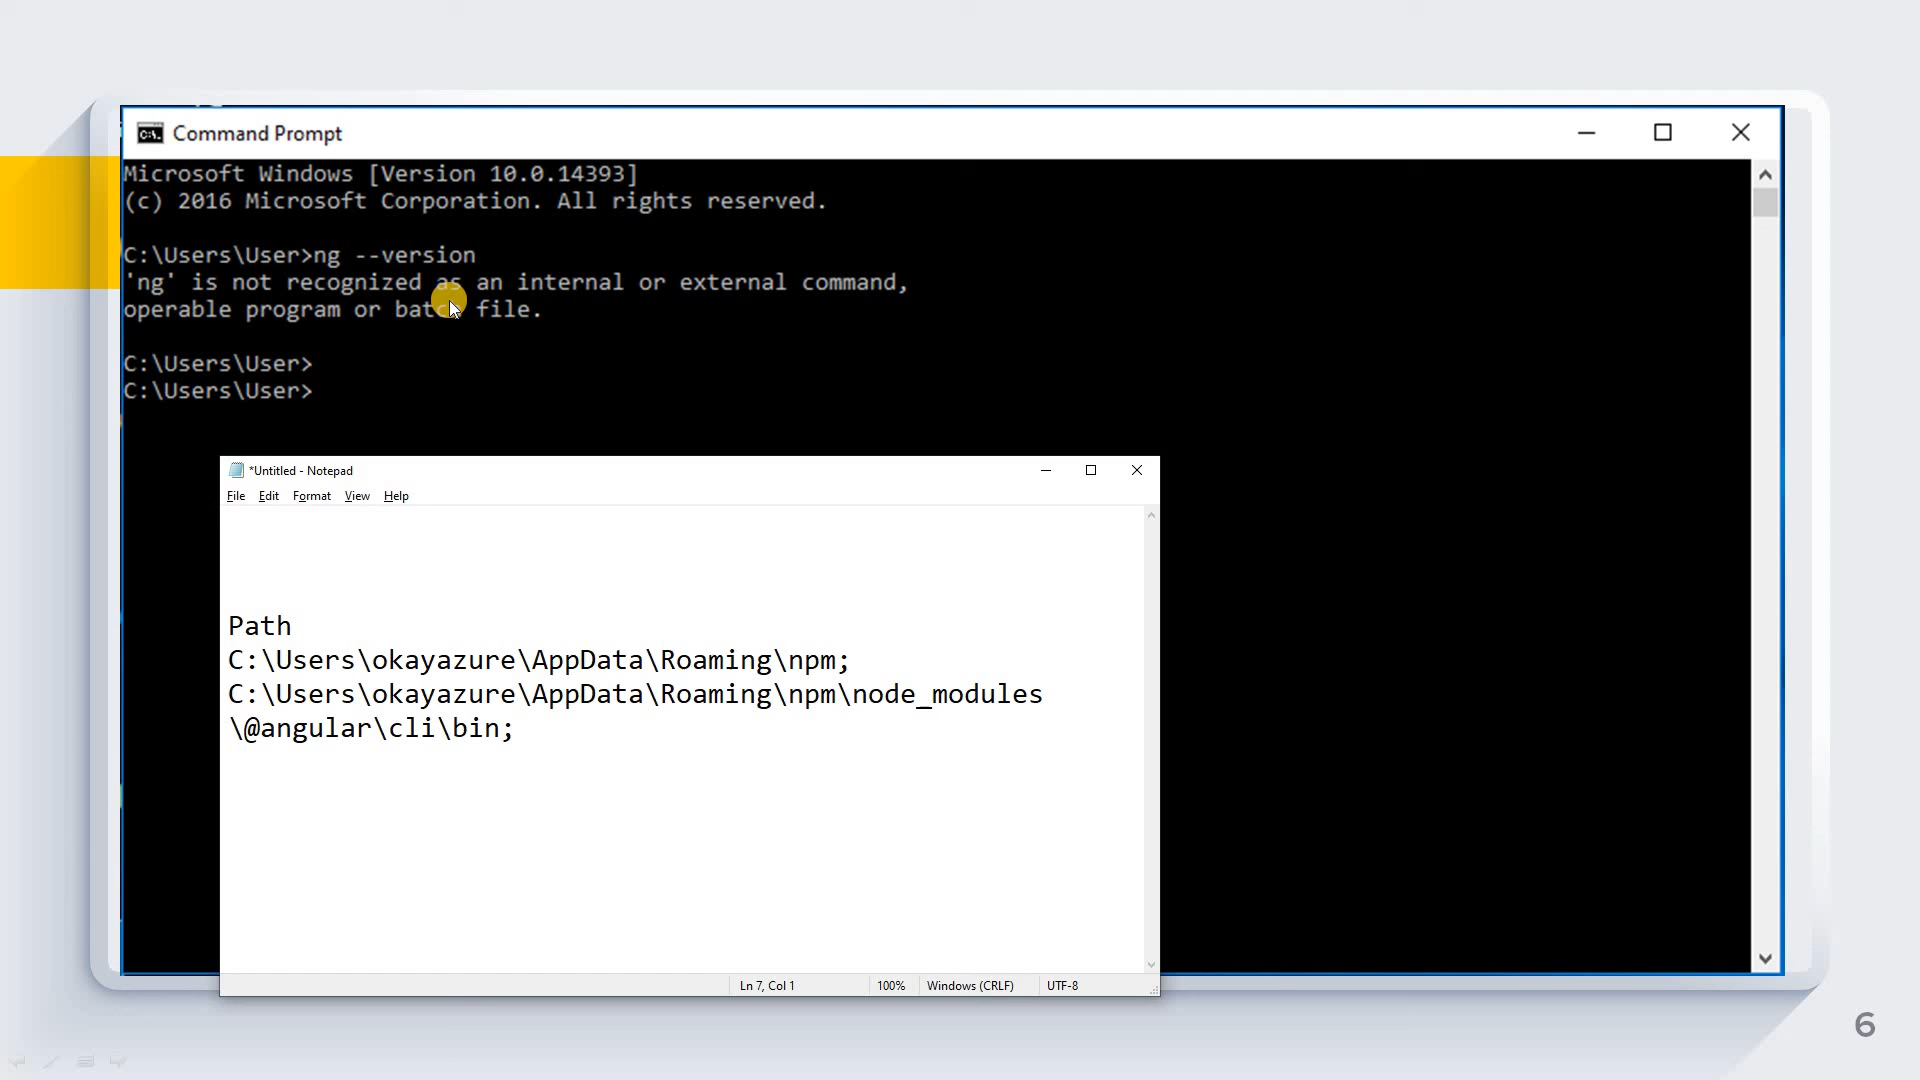 Command Prompt
Microsoft Windows [Version 10.0.14393]
(c) 2016 Microsoft Corporation. All rights reserved.
C:\Users\User>ng --version
'ng' is not recognized as an internal or external command,
operable program or batch file.
C:\Users\User>
C:\Users\User>
*Untitled - Notepad
File Edit Format View Help
Path
C:\Users\okayazure\AppData\Roaming\npm;
C:\Users\okayazure\AppData\Roaming\npm\node_modules
\@angular\cli\bin;
Ln 7, Col 1 100% Windows (CRLF) UTF-8
6